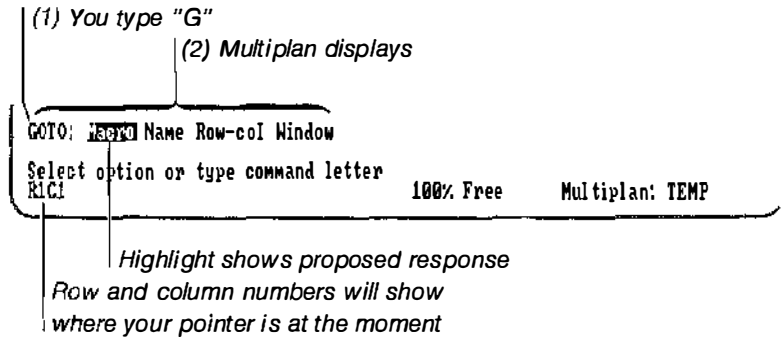 (1) You type "G"
(2) Multiplan displays
GOTO: Macro Name Row-col Window
Select option or type command letter
R1C1 100% Free Multiplan: TEMP
Highlight shows proposed response
Row and column numbers will show
where your pointer is at the moment